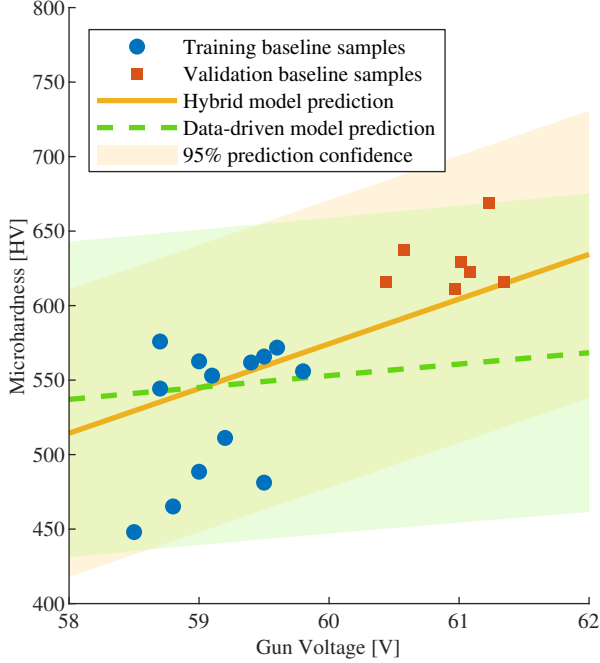 800
750
700
650
600
550
500
450
400
Microhardness [HV]
Training baseline samples
Validation baseline samples
Hybrid model prediction
Data-driven model prediction
95% prediction confidence
58 59 60 61 62
Gun Voltage [V]